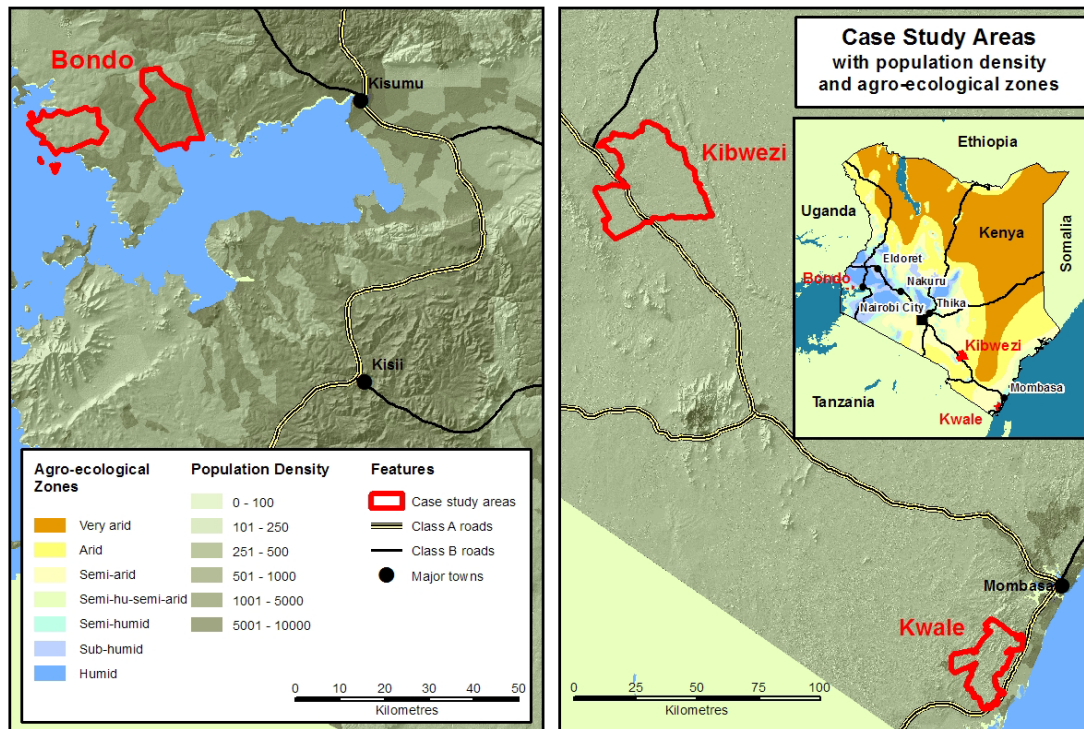 Bondo
Kisumu
Kisii
Agro-ecological
Zones
Very arid
Arid
Semi-arid
Semi-hu-semi-arid
Semi-humid
Sub-humid
Humid
Population Density
0 - 100
101 - 250
251 - 500
501 - 1000
1001 - 5000
5001 - 10000
Features
Case study areas
Class A roads
Class B roads
Major towns
0 10 20 30 40 50
Kilometres
Case Study Areas
with population density
and agro-ecological zones
Kibwezi
Ethiopia
Uganda
Kenya
Somalia
Eldoret
Bondo
Nakuru
Thika
Nairobi City
Kibwezi
Mombasa
Tanzania
Kwale
Mombasa
Kwale
0 25 50 75 100
Kilometres